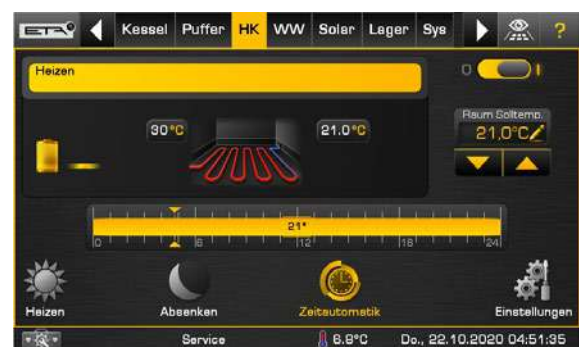 ETA Kessel Puffer HK WW Solar Lager Sys ?
Heizen
0 I
Raum Solltemp.
30°C 21.0°C 21,0°C
21°
0 6 12 18 24
Heizen Absenken Zeitautomatik Einstellungen
Service 6.8°C Do., 22.10.2020 04:51:35